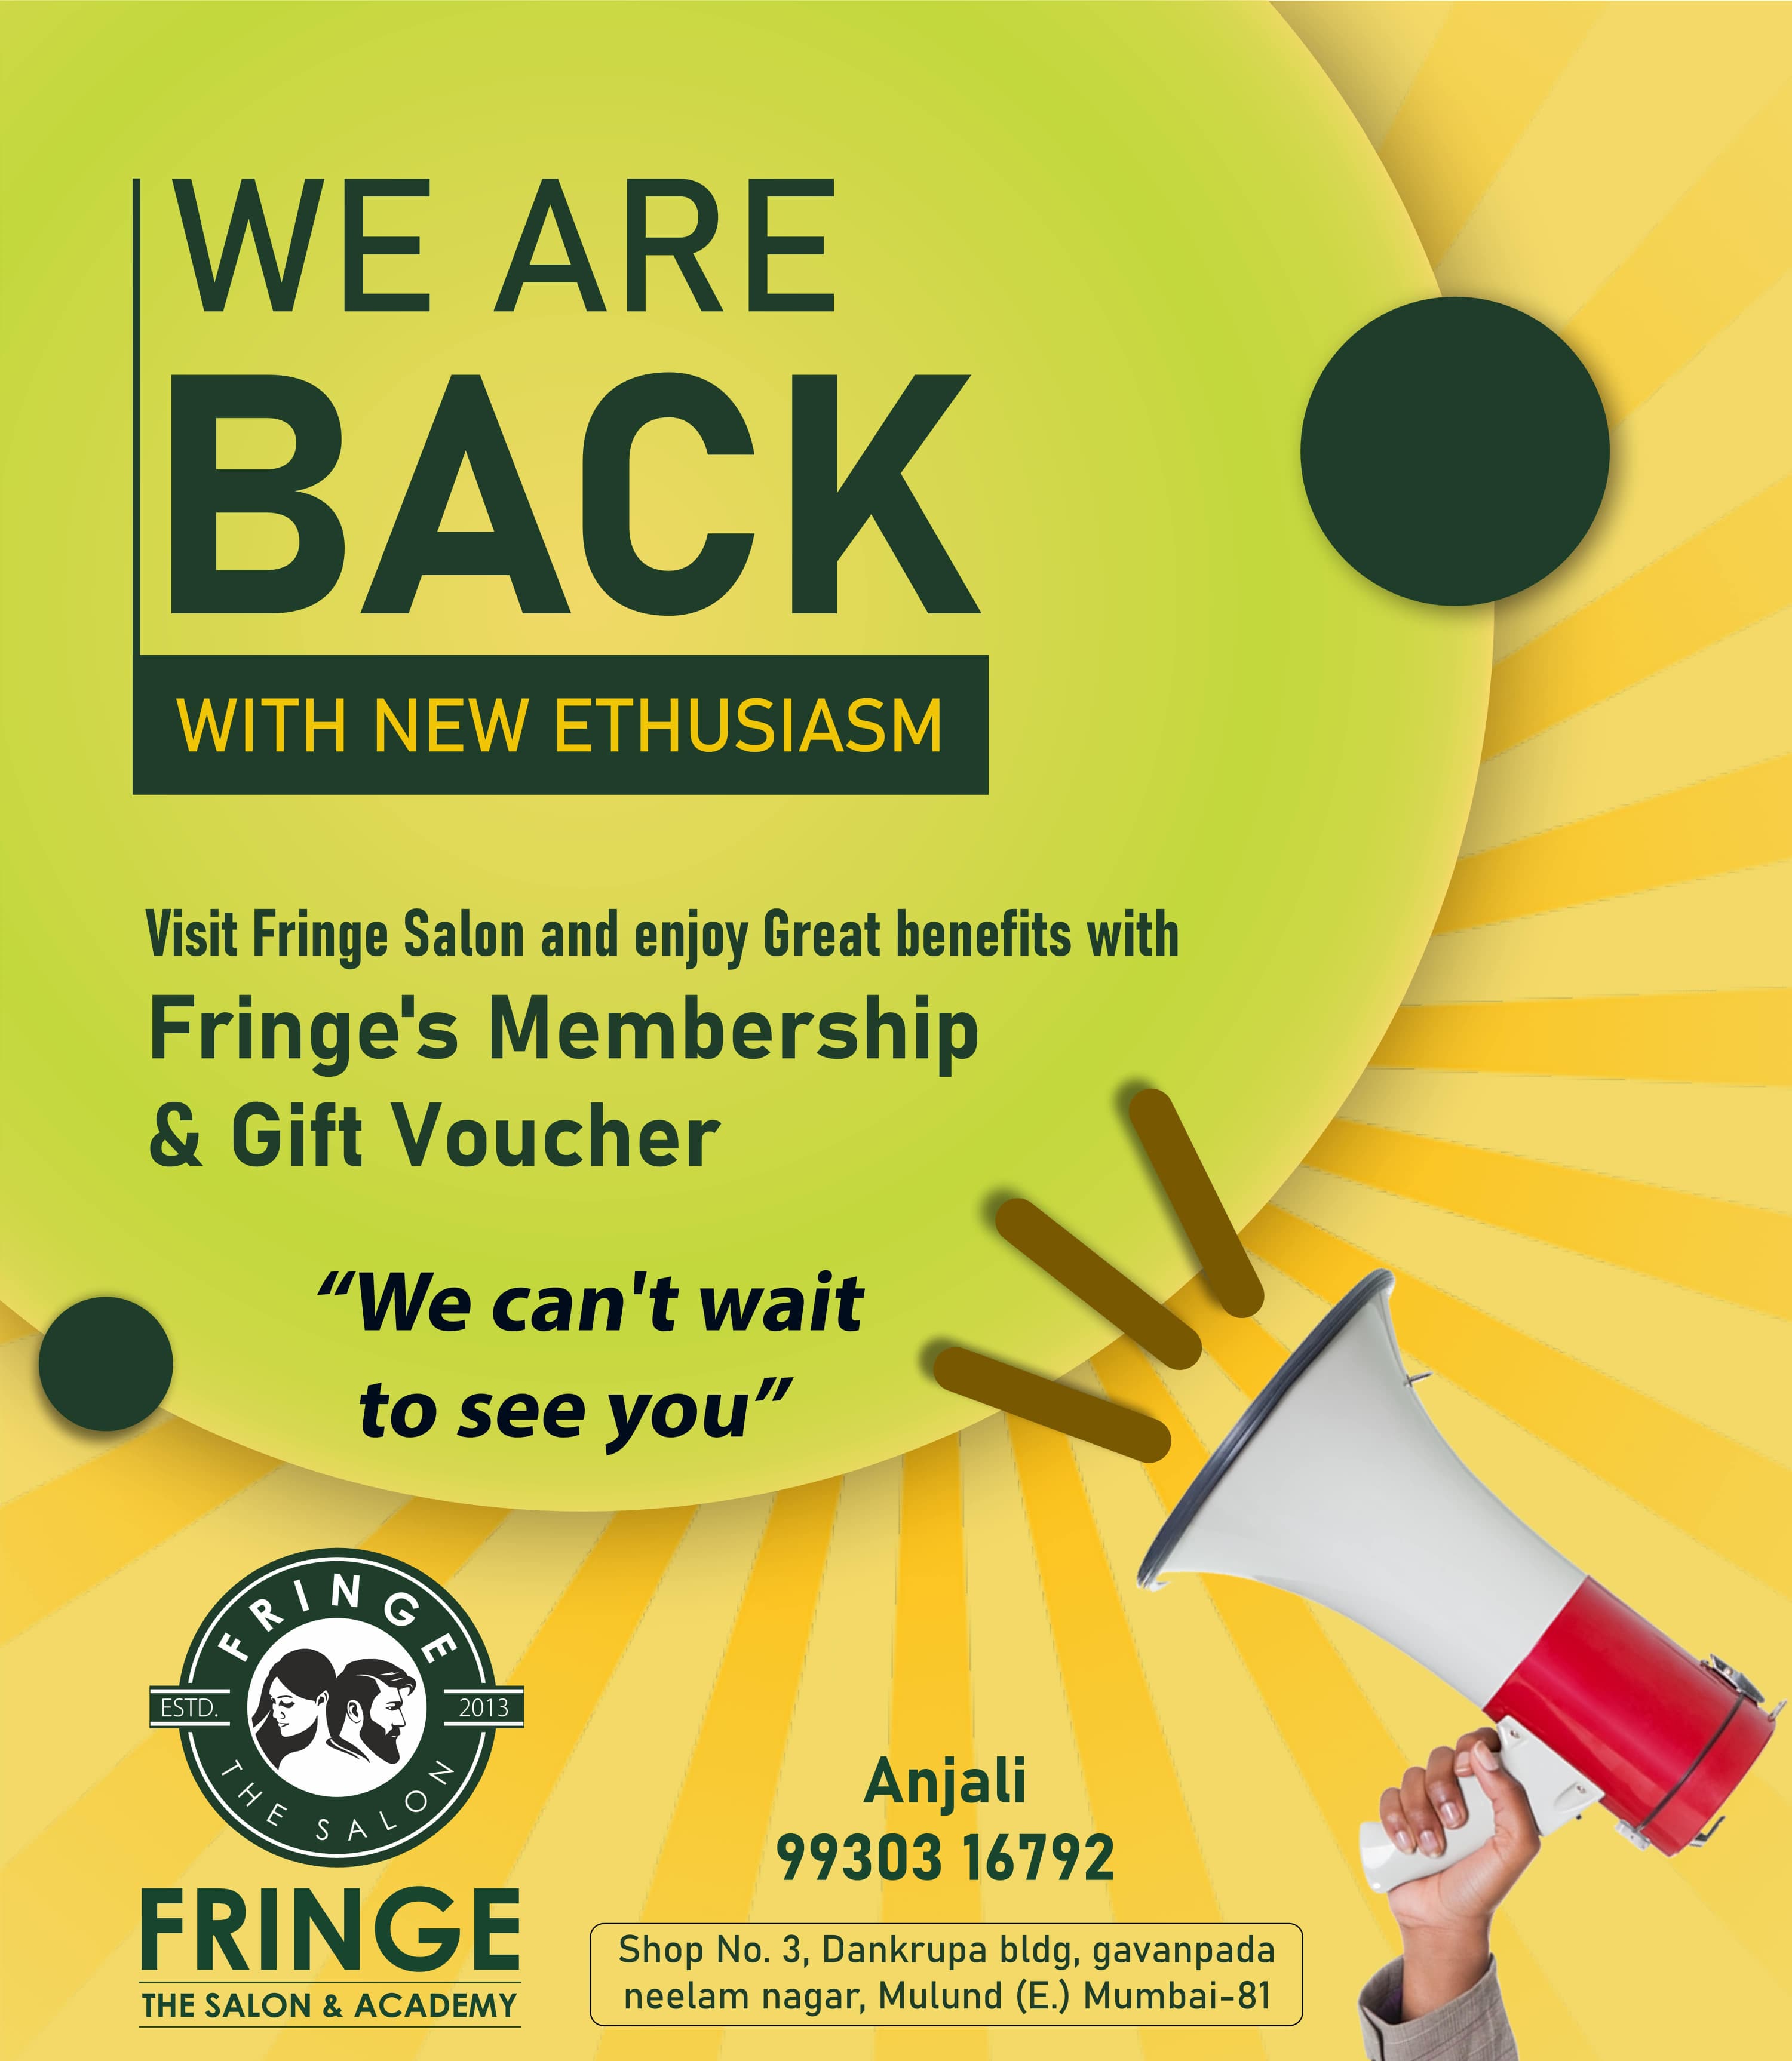 WE ARE
BACK
WITH NEW ETHUSIASM
Visit Fringe Salon and enjoy Great benefits with
Fringe's Membership
& Gift Voucher
“We can't wait
to see you”
FRINGE
ESTD. 2013
THE SALON
FRINGE
THE SALON & ACADEMY
Anjali
99303 16792
Shop No. 3, Dankrupa bldg, gavanpada
neelam nagar, Mulund (E.) Mumbai-81